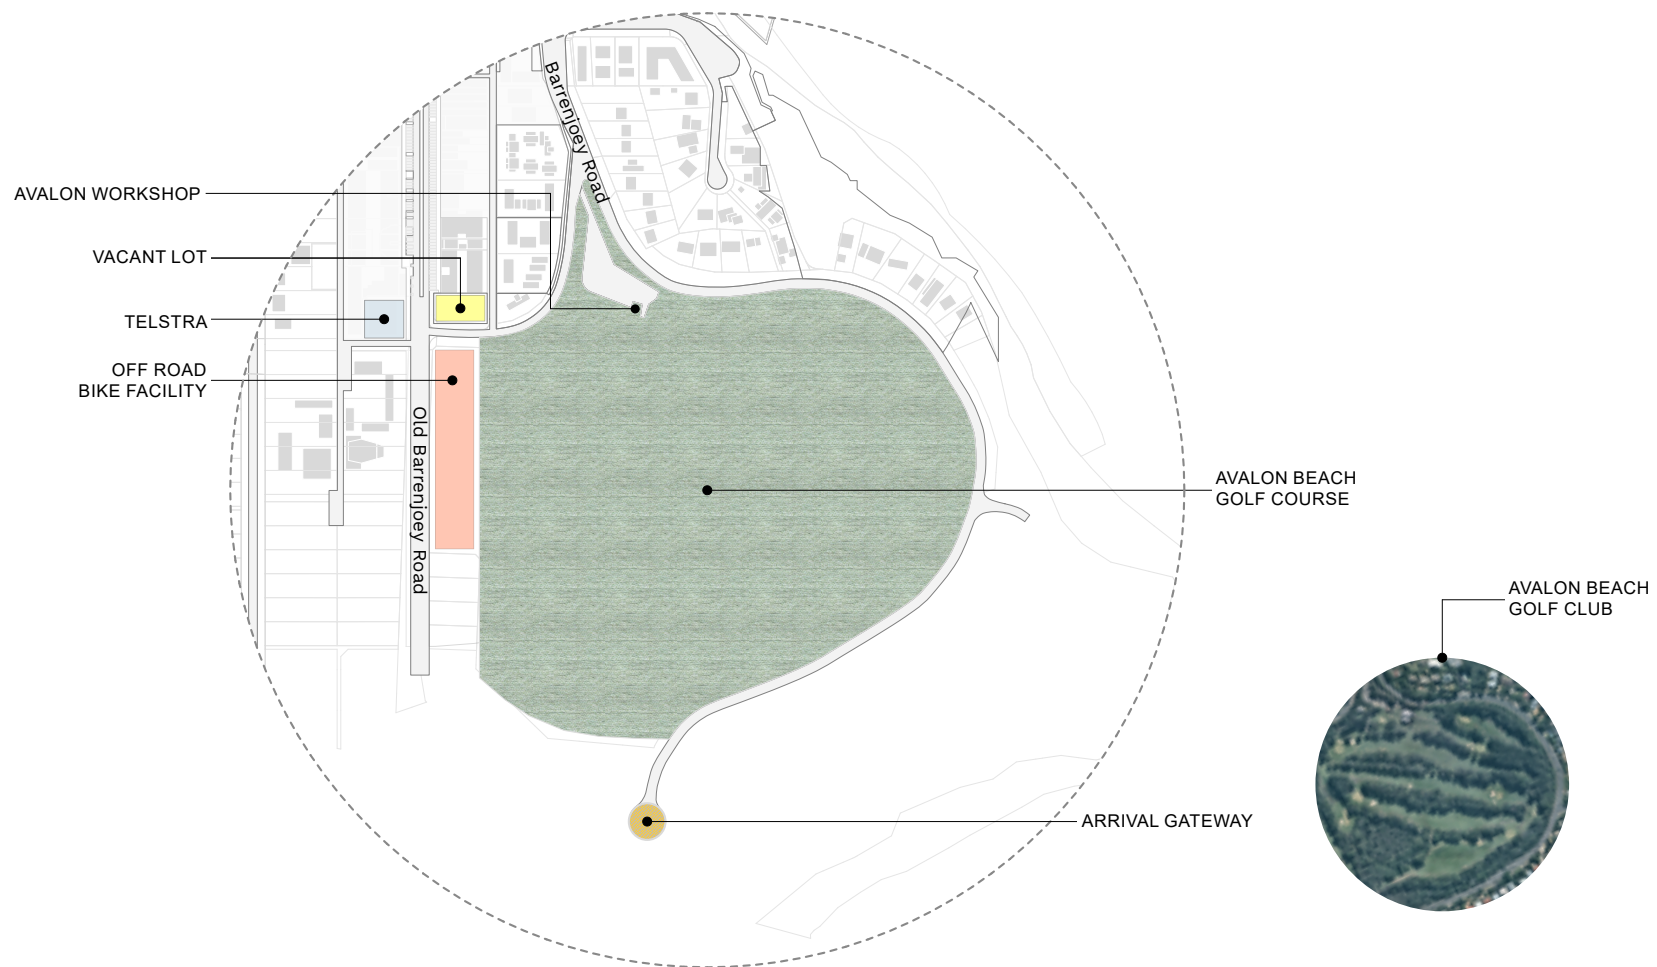 Barrenjoey Road
AVALON WORKSHOP
VACANT LOT
TELSTRA
OFF ROAD
BIKE FACILITY
Old Barrenjoey Road
AVALON BEACH
GOLF COURSE
AVALON BEACH
GOLF CLUB
ARRIVAL GATEWAY